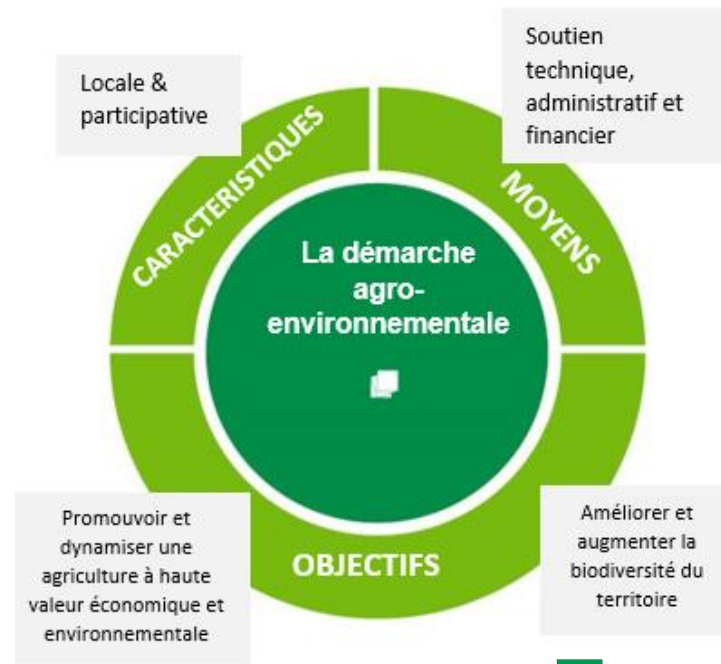 Locale &
participative
Soutien
technique,
administratif et
financier
CARACTERISTIQUES
MOYENS
La démarche
agro-
environnementale
Promouvoir et
dynamiser une
agriculture à haute
valeur économique et
environnementale
OBJECTIFS
Améliorer et
augmenter la
biodiversité du
territoire